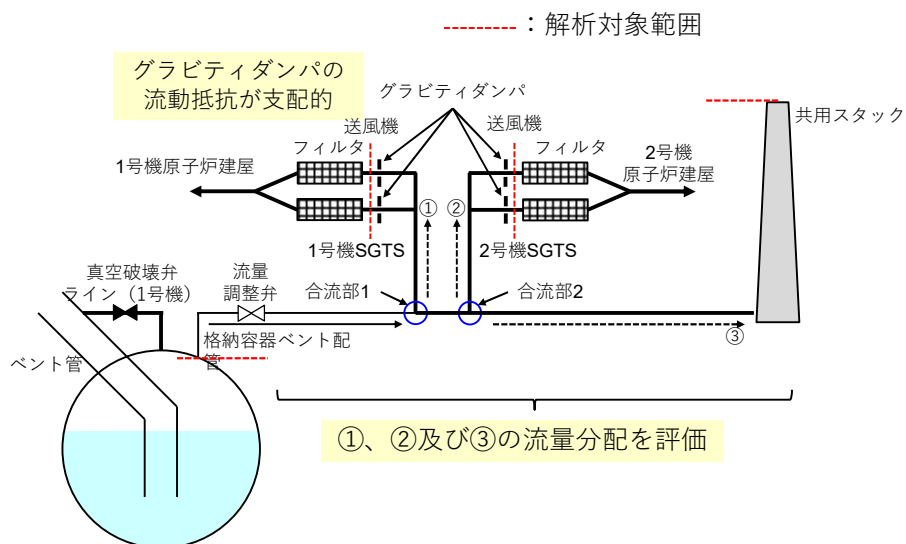 ：解析対象範囲
グラビティダンパの
流動抵抗が支配的
グラビティダンパ
共用スタック
送風機
送風機
フィルタ
フィルタ
1号機原子炉建屋
2号機
原子炉建屋
①
②
1号機SGTS
2号機SGTS
真空破壊弁
ライン（1号機）
流量
調整弁
合流部1
合流部2
格納容器ベント配
管
③
ベント管
①、②及び③の流量分配を評価